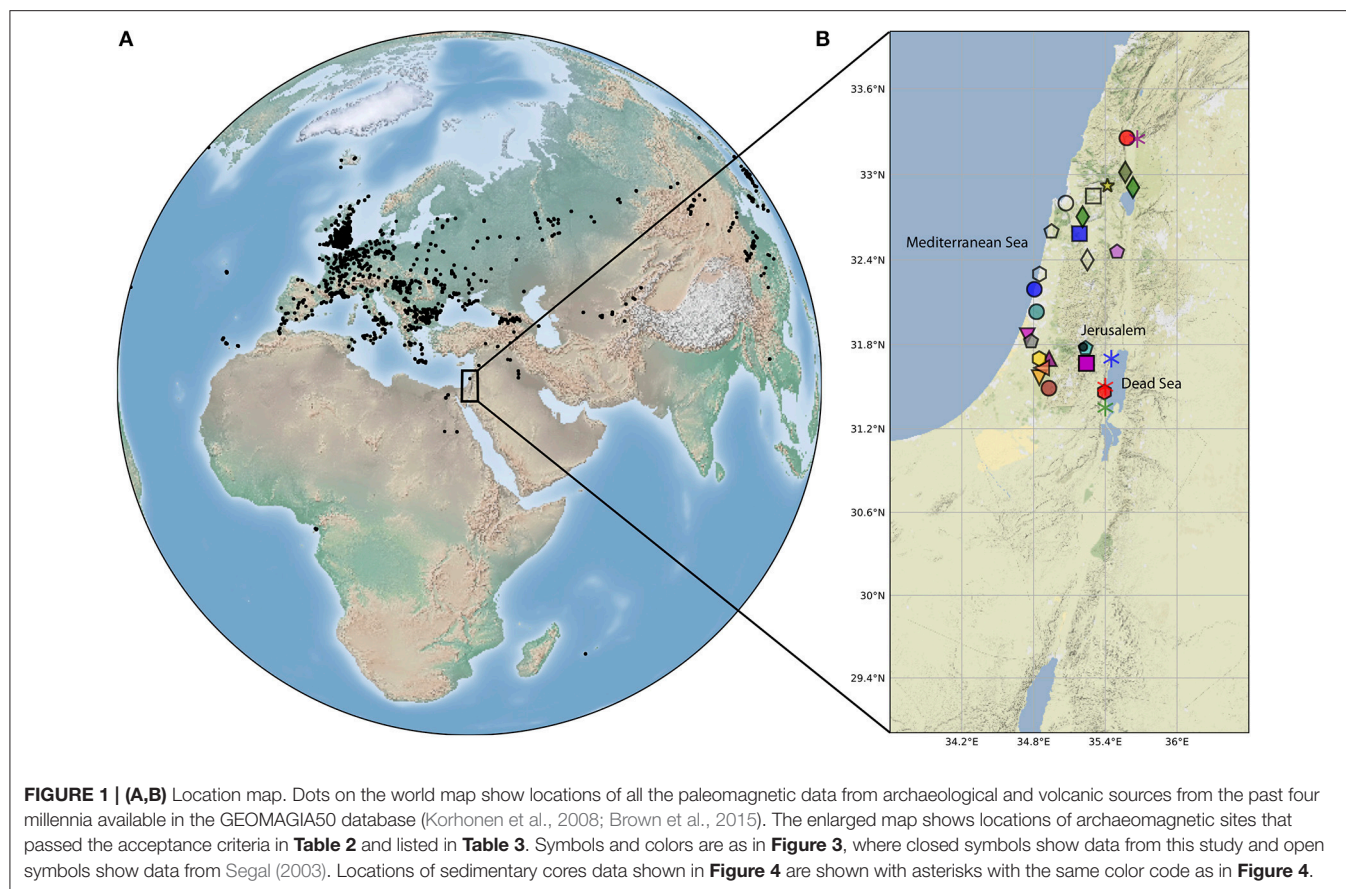 A
B
33.6°N
33°N
32.4°N
31.8°N
31.2°N
30.6°N
30°N
29.4°N
Mediterranean Sea
Jerusalem
Dead Sea
34.2°E
34.8°E
35.4°E
36°E
FIGURE 1 | (A,B) Location map. Dots on the world map show locations of all the paleomagnetic data from archaeological and volcanic sources from the past four
millennia available in the GEOMAGIA50 database (Korhonen et al., 2008; Brown et al., 2015). The enlarged map shows locations of archaeomagnetic sites that
passed the acceptance criteria in Table 2 and listed in Table 3. Symbols and colors are as in Figure 3, where closed symbols show data from this study and open
symbols show data from Segal (2003). Locations of sedimentary cores data shown in Figure 4 are shown with asterisks with the same color code as in Figure 4.